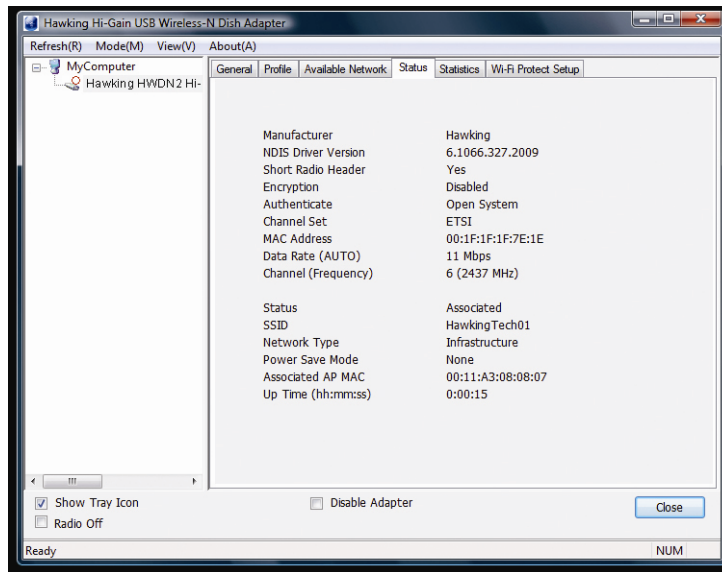 Hawking Hi-Gain USB Wireless-N Dish Adapter
Refresh(R) Mode(M) View(V) About(A)
MyComputer
Hawking HWDN2 Hi-
General Profile Available Network Status Statistics Wi-Fi Protect Setup
Manufacturer Hawking
NDIS Driver Version 6.1066.327.2009
Short Radio Header Yes
Encryption Disabled
Authenticate Open System
Channel Set ETSI
MAC Address 00:1F:1F:1F:7E:1E
Data Rate (AUTO) 11 Mbps
Channel (Frequency) 6 (2437 MHz)
Status Associated
SSID HawkingTech01
Network Type Infrastructure
Power Save Mode None
Associated AP MAC 00:11:A3:08:08:07
Up Time (hh:mm:ss) 0:00:15
Show Tray Icon Disable Adapter Close
Radio Off
Ready NUM